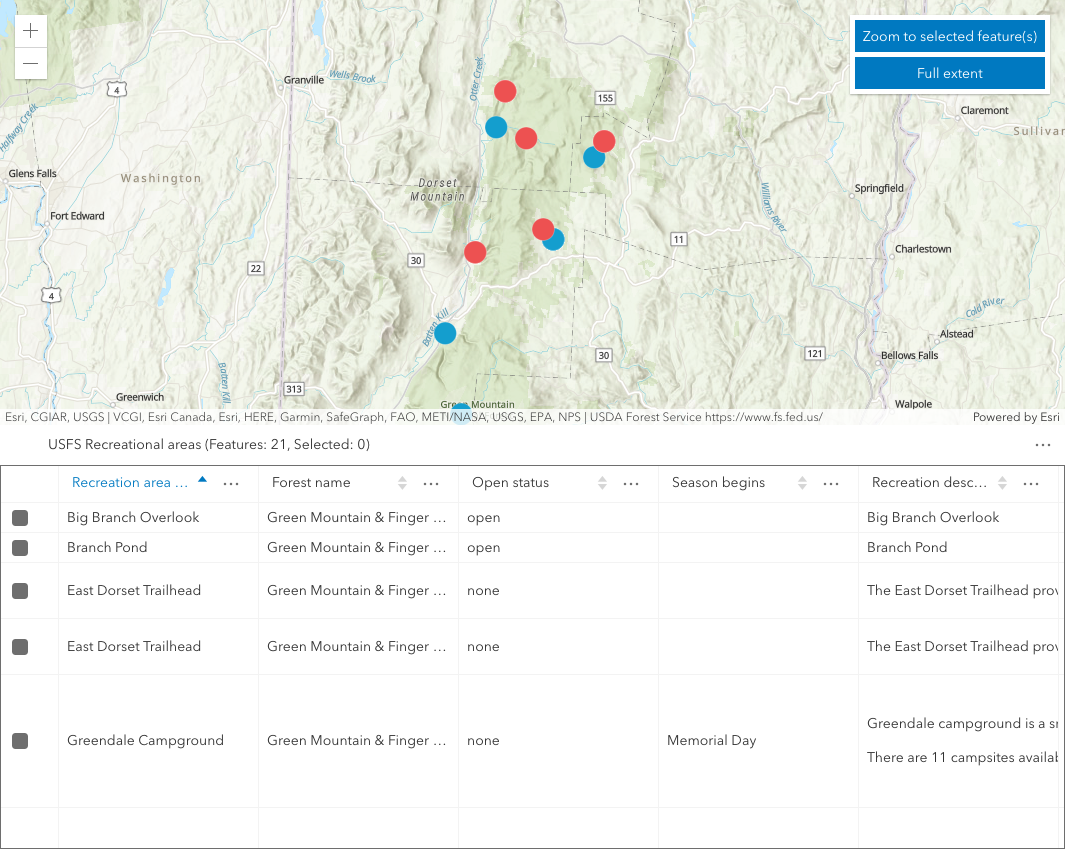 Granville
Wells Brook
Otter Creek
4
155
Zoom to selected feature(s)
Full extent
Claremont
Sullivan
Halfway Creek
Glens Falls
Washington
Dorset
Mountain
Williams River
Springfield
Fort Edward
30
11
Charlestown
22
4
Cold River
Batten Kill
Alstead
30
121
Bellows Falls
Batten Kill
313
Greenwich
Green Mountain
Walpole
Esri, CGIAR, USGS | VCGI, Esri Canada, Esri, HERE, Garmin, SafeGraph, FAO, METI/NASA, USGS, EPA, NPS | USDA Forest Service https://www.fs.fed.us/
Powered by Esri
USFS Recreational areas (Features: 21, Selected: 0)
Recreation area ...
Forest name
Open status
Season begins
Recreation desc...
Big Branch Overlook
Green Mountain & Finger ...
open
Big Branch Overlook
Branch Pond
Green Mountain & Finger ...
open
Branch Pond
East Dorset Trailhead
Green Mountain & Finger ...
none
The East Dorset Trailhead prov
East Dorset Trailhead
Green Mountain & Finger ...
none
The East Dorset Trailhead prov
Greendale Campground
Green Mountain & Finger ...
none
Memorial Day
Greendale campground is a sm
There are 11 campsites availab